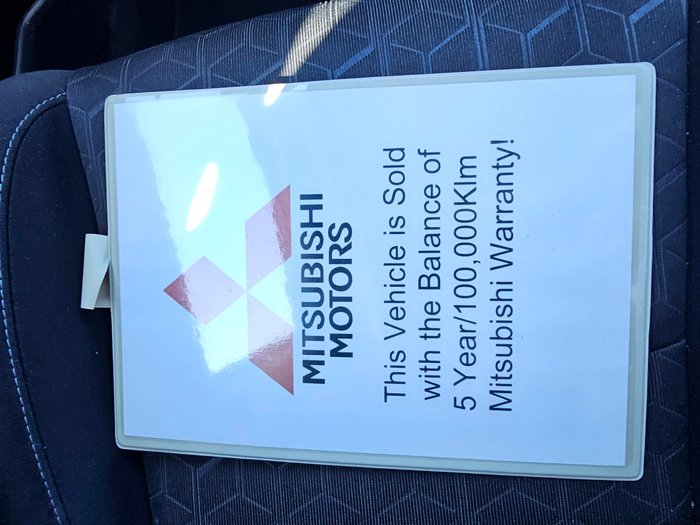 MITSUBISHI
MOTORS
This Vehicle is Sold
with the Balance of
5 Year/100,000Klm
Mitsubishi Warranty!